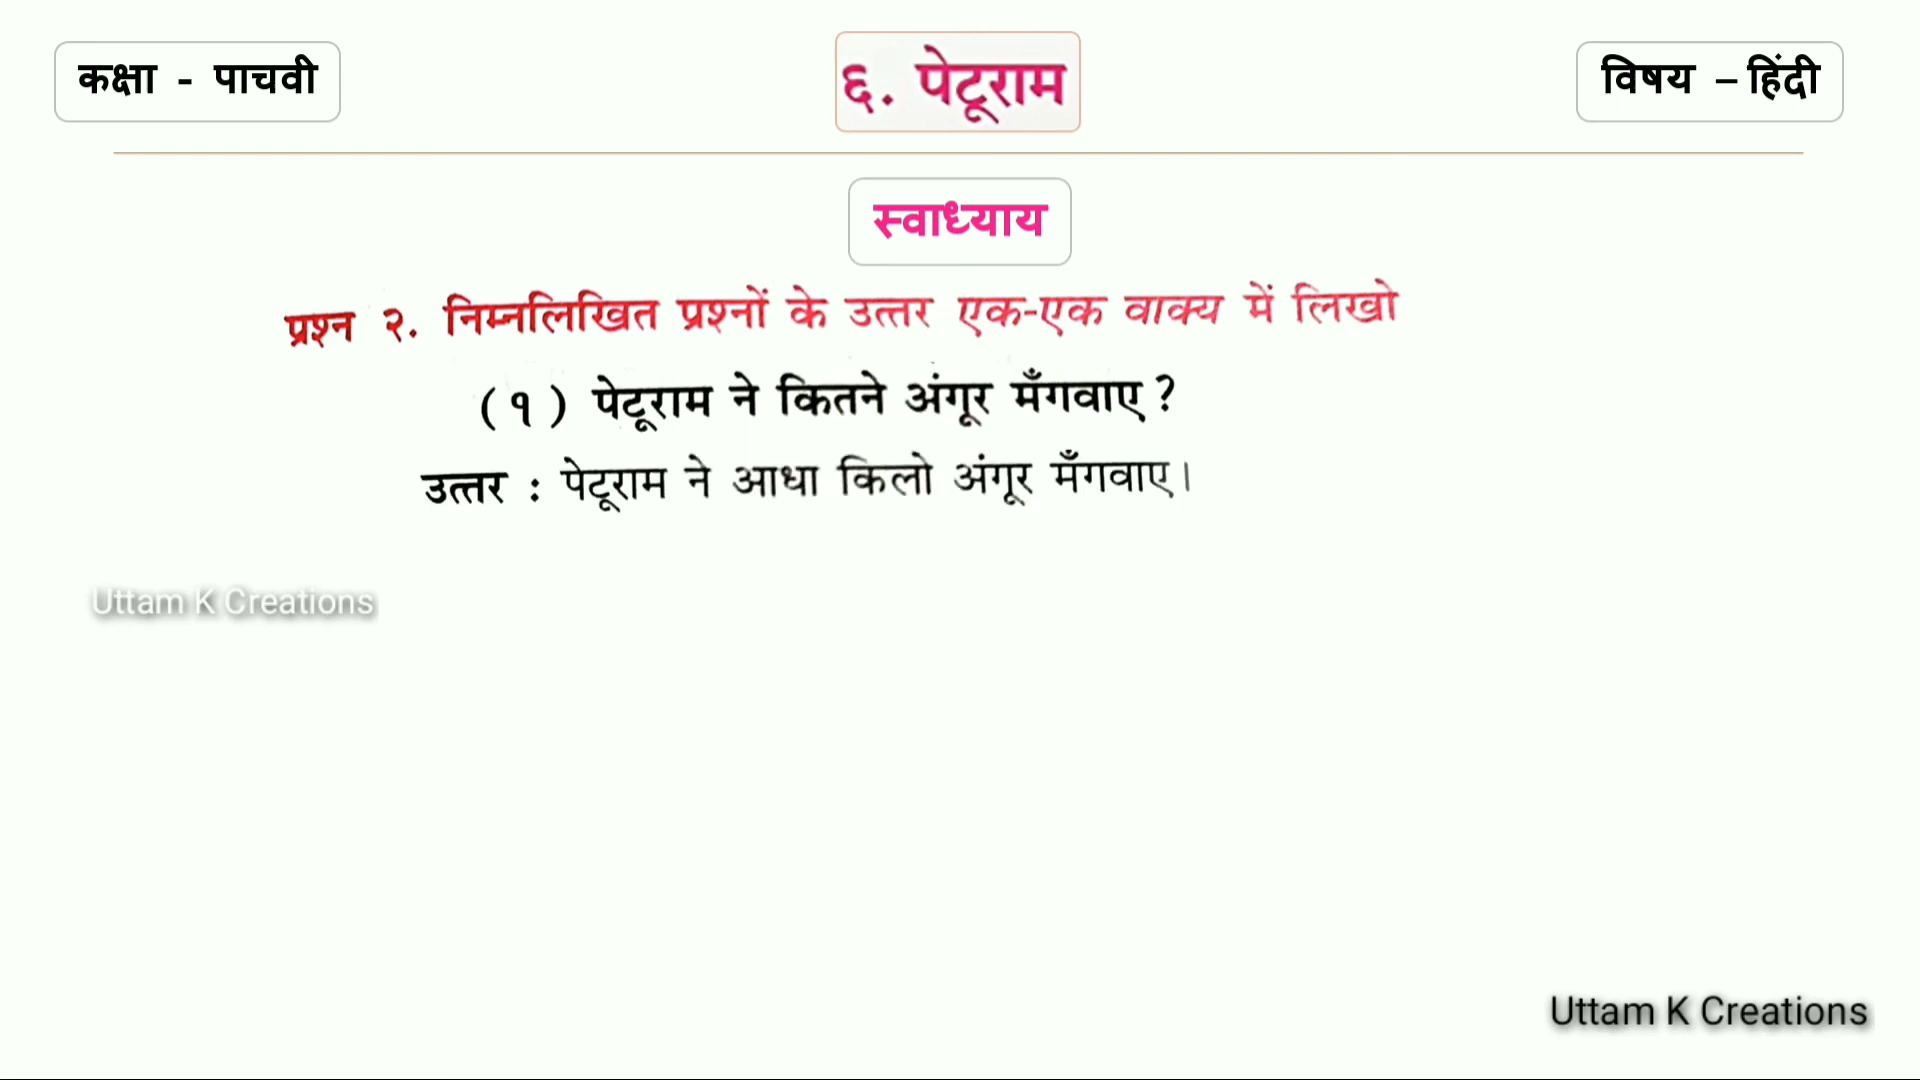 कक्षा - पाचवी
६. पेटूराम
विषय – हिंदी
स्वाध्याय
प्रश्न २. निम्नलिखित प्रश्नों के उत्तर एक-एक वाक्य में लिखो
(१) पेटूराम ने कितने अंगूर मँगवाए?
उत्तर : पेटूराम ने आधा किलो अंगूर मँगवाए।
Uttam K Creations
Uttam K Creations